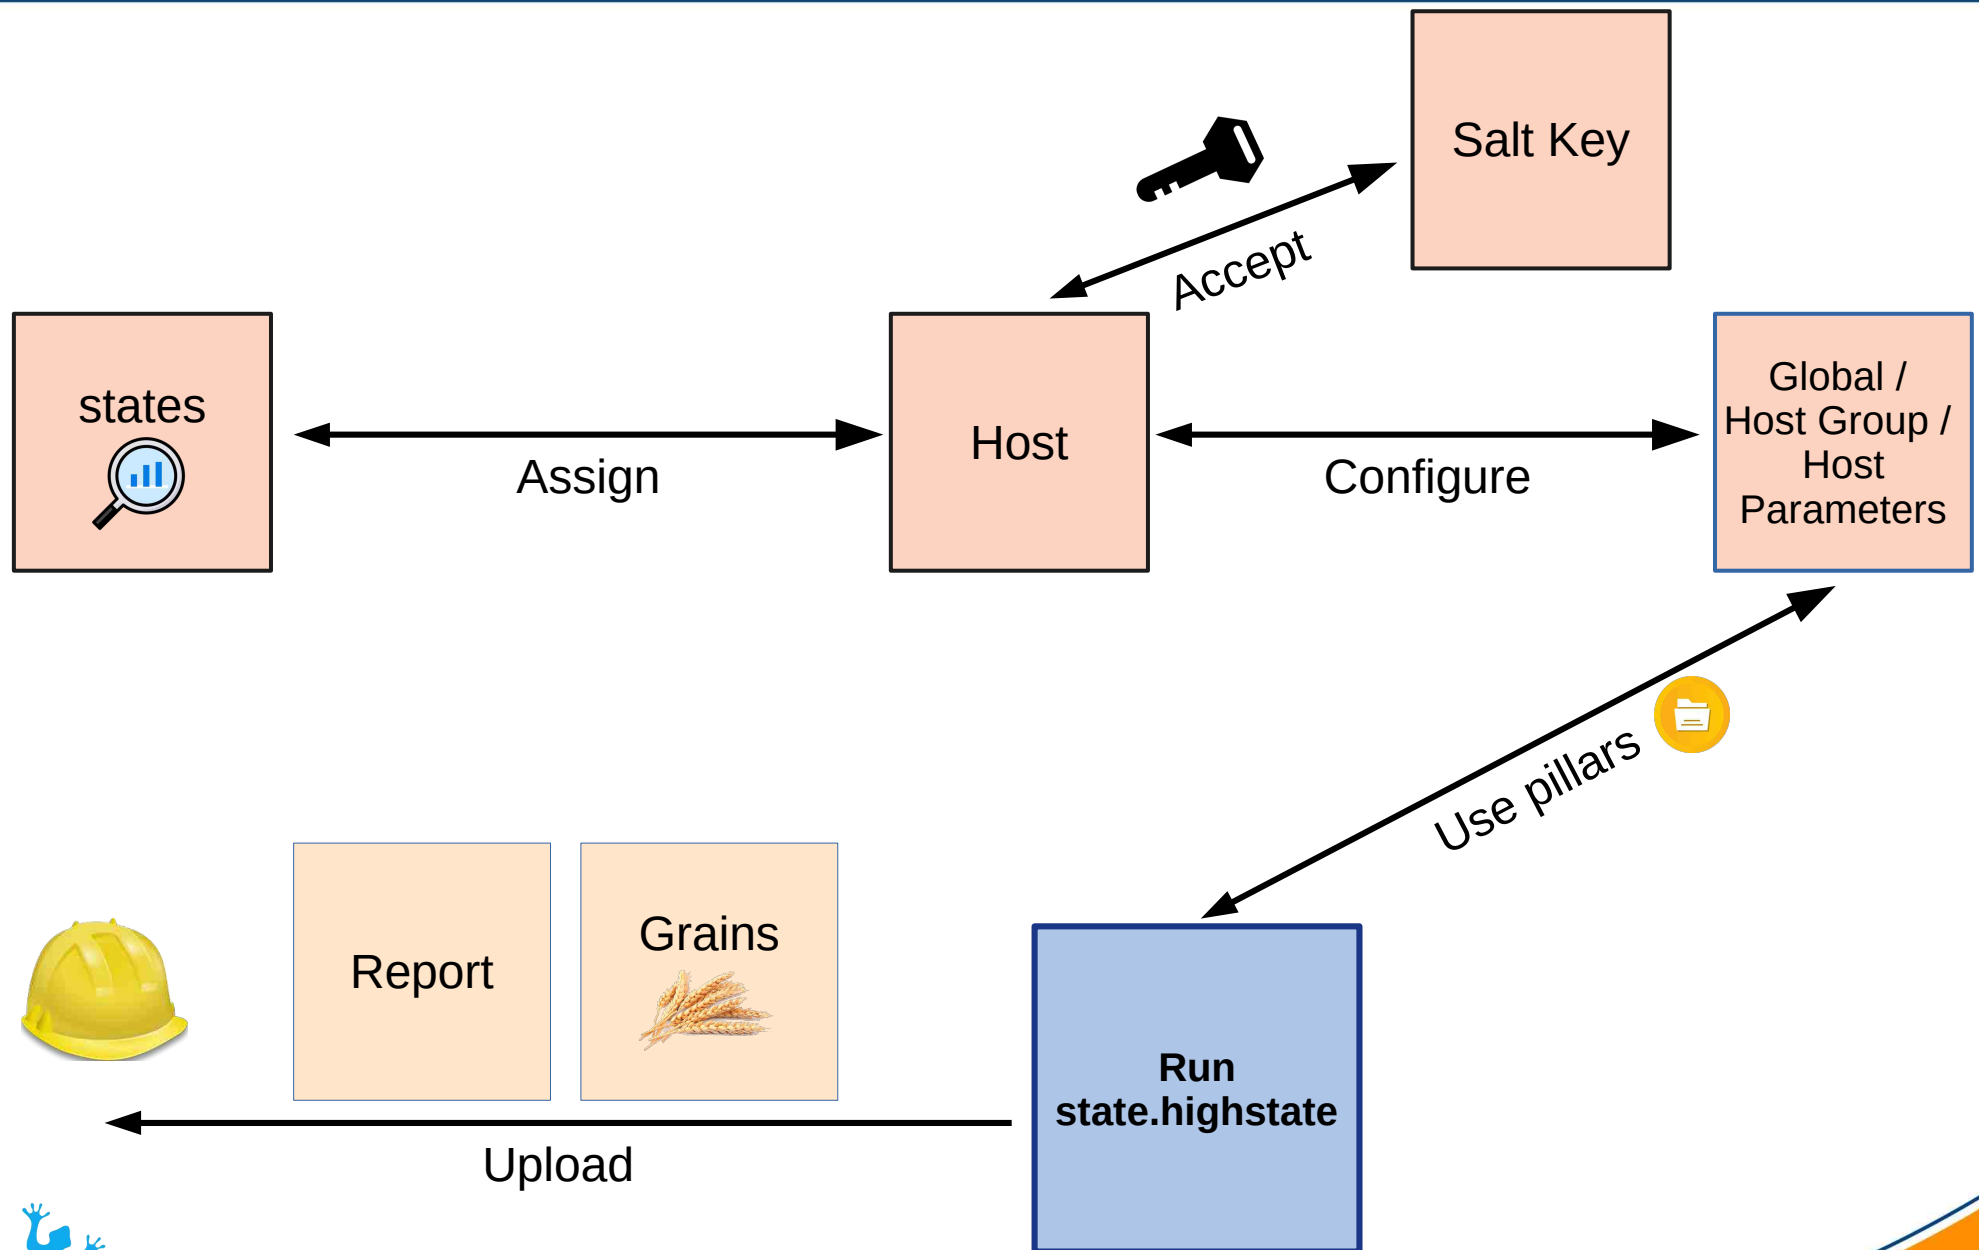 Salt Key
Accept
states
Assign
Host
Configure
Global /
Host Group /
Host
Parameters
Use pillars
Report
Grains
Run
state.highstate
Upload